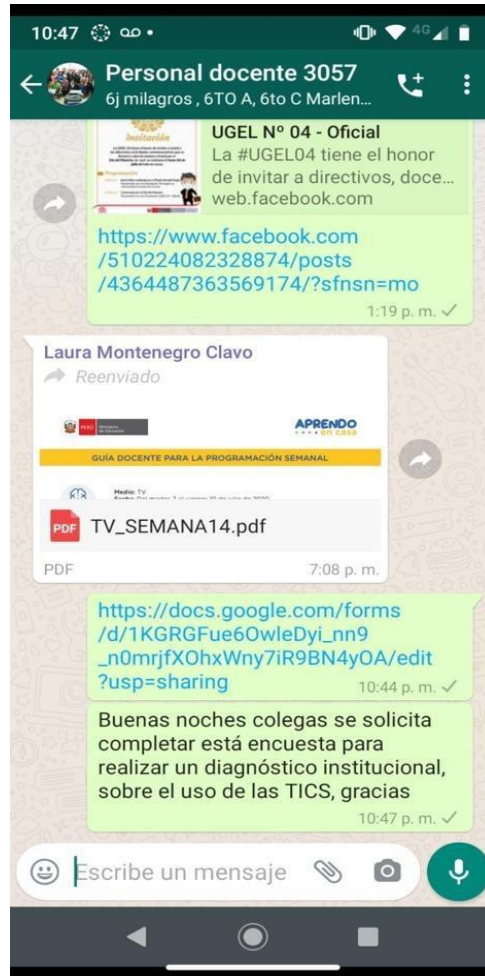 10:47
4G
Personal docente 3057
6j milagros , 6TO A, 6to C Marlen...
Invitación
UGEL Nº 04 - Oficial
La #UGEL04 tiene el honor
de invitar a directivos, doce...
web.facebook.com
https://www.facebook.com
/510224082328874/posts
/4364487363569174/?sfnsn=mo
1:19 p. m.
Laura Montenegro Clavo
Reenviado
PERÚ
APRENDO
en casa
GUÍA DOCENTE PARA LA PROGRAMACIÓN SEMANAL
Medio: TV
PDF
TV_SEMANA14.pdf
PDF
7:08 p. m.
https://docs.google.com/forms
/d/1KGRGFue6OwleDyi_nn9
_n0mrjfXOhxWny7iR9BN4yOA/edit
?usp=sharing
10:44 p. m.
Buenas noches colegas se solicita
completar está encuesta para
realizar un diagnóstico institucional,
sobre el uso de las TICS, gracias
10:47 p. m.
Escribe un mensaje